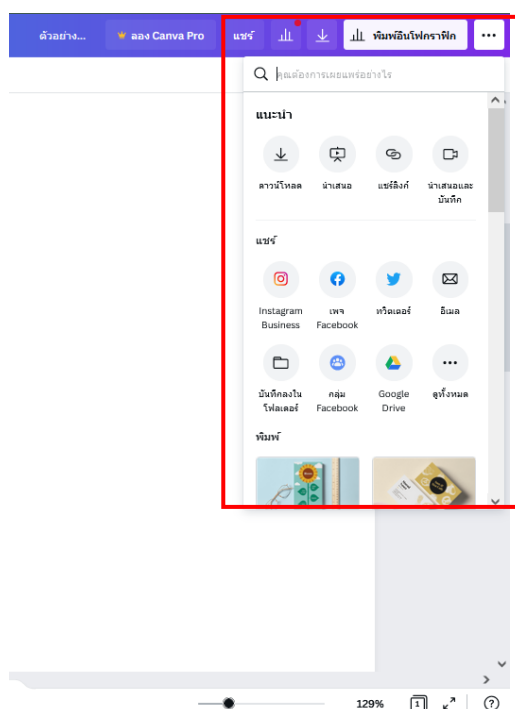 ตัวอย่าง... ลอง Canva Pro แชร์ พิมพ์อินโฟกราฟิก
คุณต้องการเผยแพร่อย่างไร
แนะนำ
ดาวน์โหลด นำเสนอ แชร์ลิงก์ นำเสนอและ
บันทึก
แชร์
Instagram เพจ ทวิตเตอร์ อีเมล
Business Facebook
บันทึกลงใน กลุ่ม Google ดูทั้งหมด
โฟลเดอร์ Facebook Drive
พิมพ์
129% 1 ?